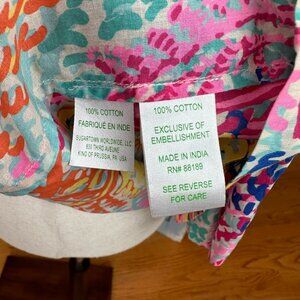 100% COTTON
FABRIQUÉ EN INDE
SUGARTOWN WORLDWIDE, LLC
800 THIRD AVENUE
KING OF PRUSSIA, PA USA
100% COTTON
EXCLUSIVE OF
EMBELLISHMENT
MADE IN INDIA
RN# 88189
SEE REVERSE
FOR CARE